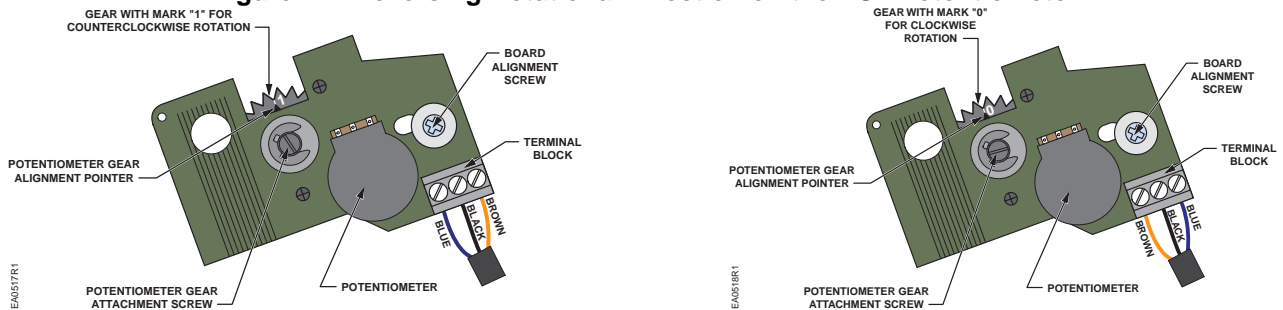 GEAR WITH MARK "1" FOR
COUNTERCLOCKWISE ROTATION
1
BOARD
ALIGNMENT
SCREW
TERMINAL
BLOCK
POTENTIOMETER GEAR
ALIGNMENT POINTER
BLUE
BLACK
BROWN
POTENTIOMETER GEAR
ATTACHMENT SCREW
POTENTIOMETER
EA0517R1
GEAR WITH MARK "0"
FOR CLOCKWISE
ROTATION
0
BOARD
ALIGNMENT
SCREW
TERMINAL
BLOCK
POTENTIOMETER GEAR
ALIGNMENT POINTER
BROWN
BLACK
BLUE
POTENTIOMETER GEAR
ATTACHMENT SCREW
POTENTIOMETER
EA0518R1